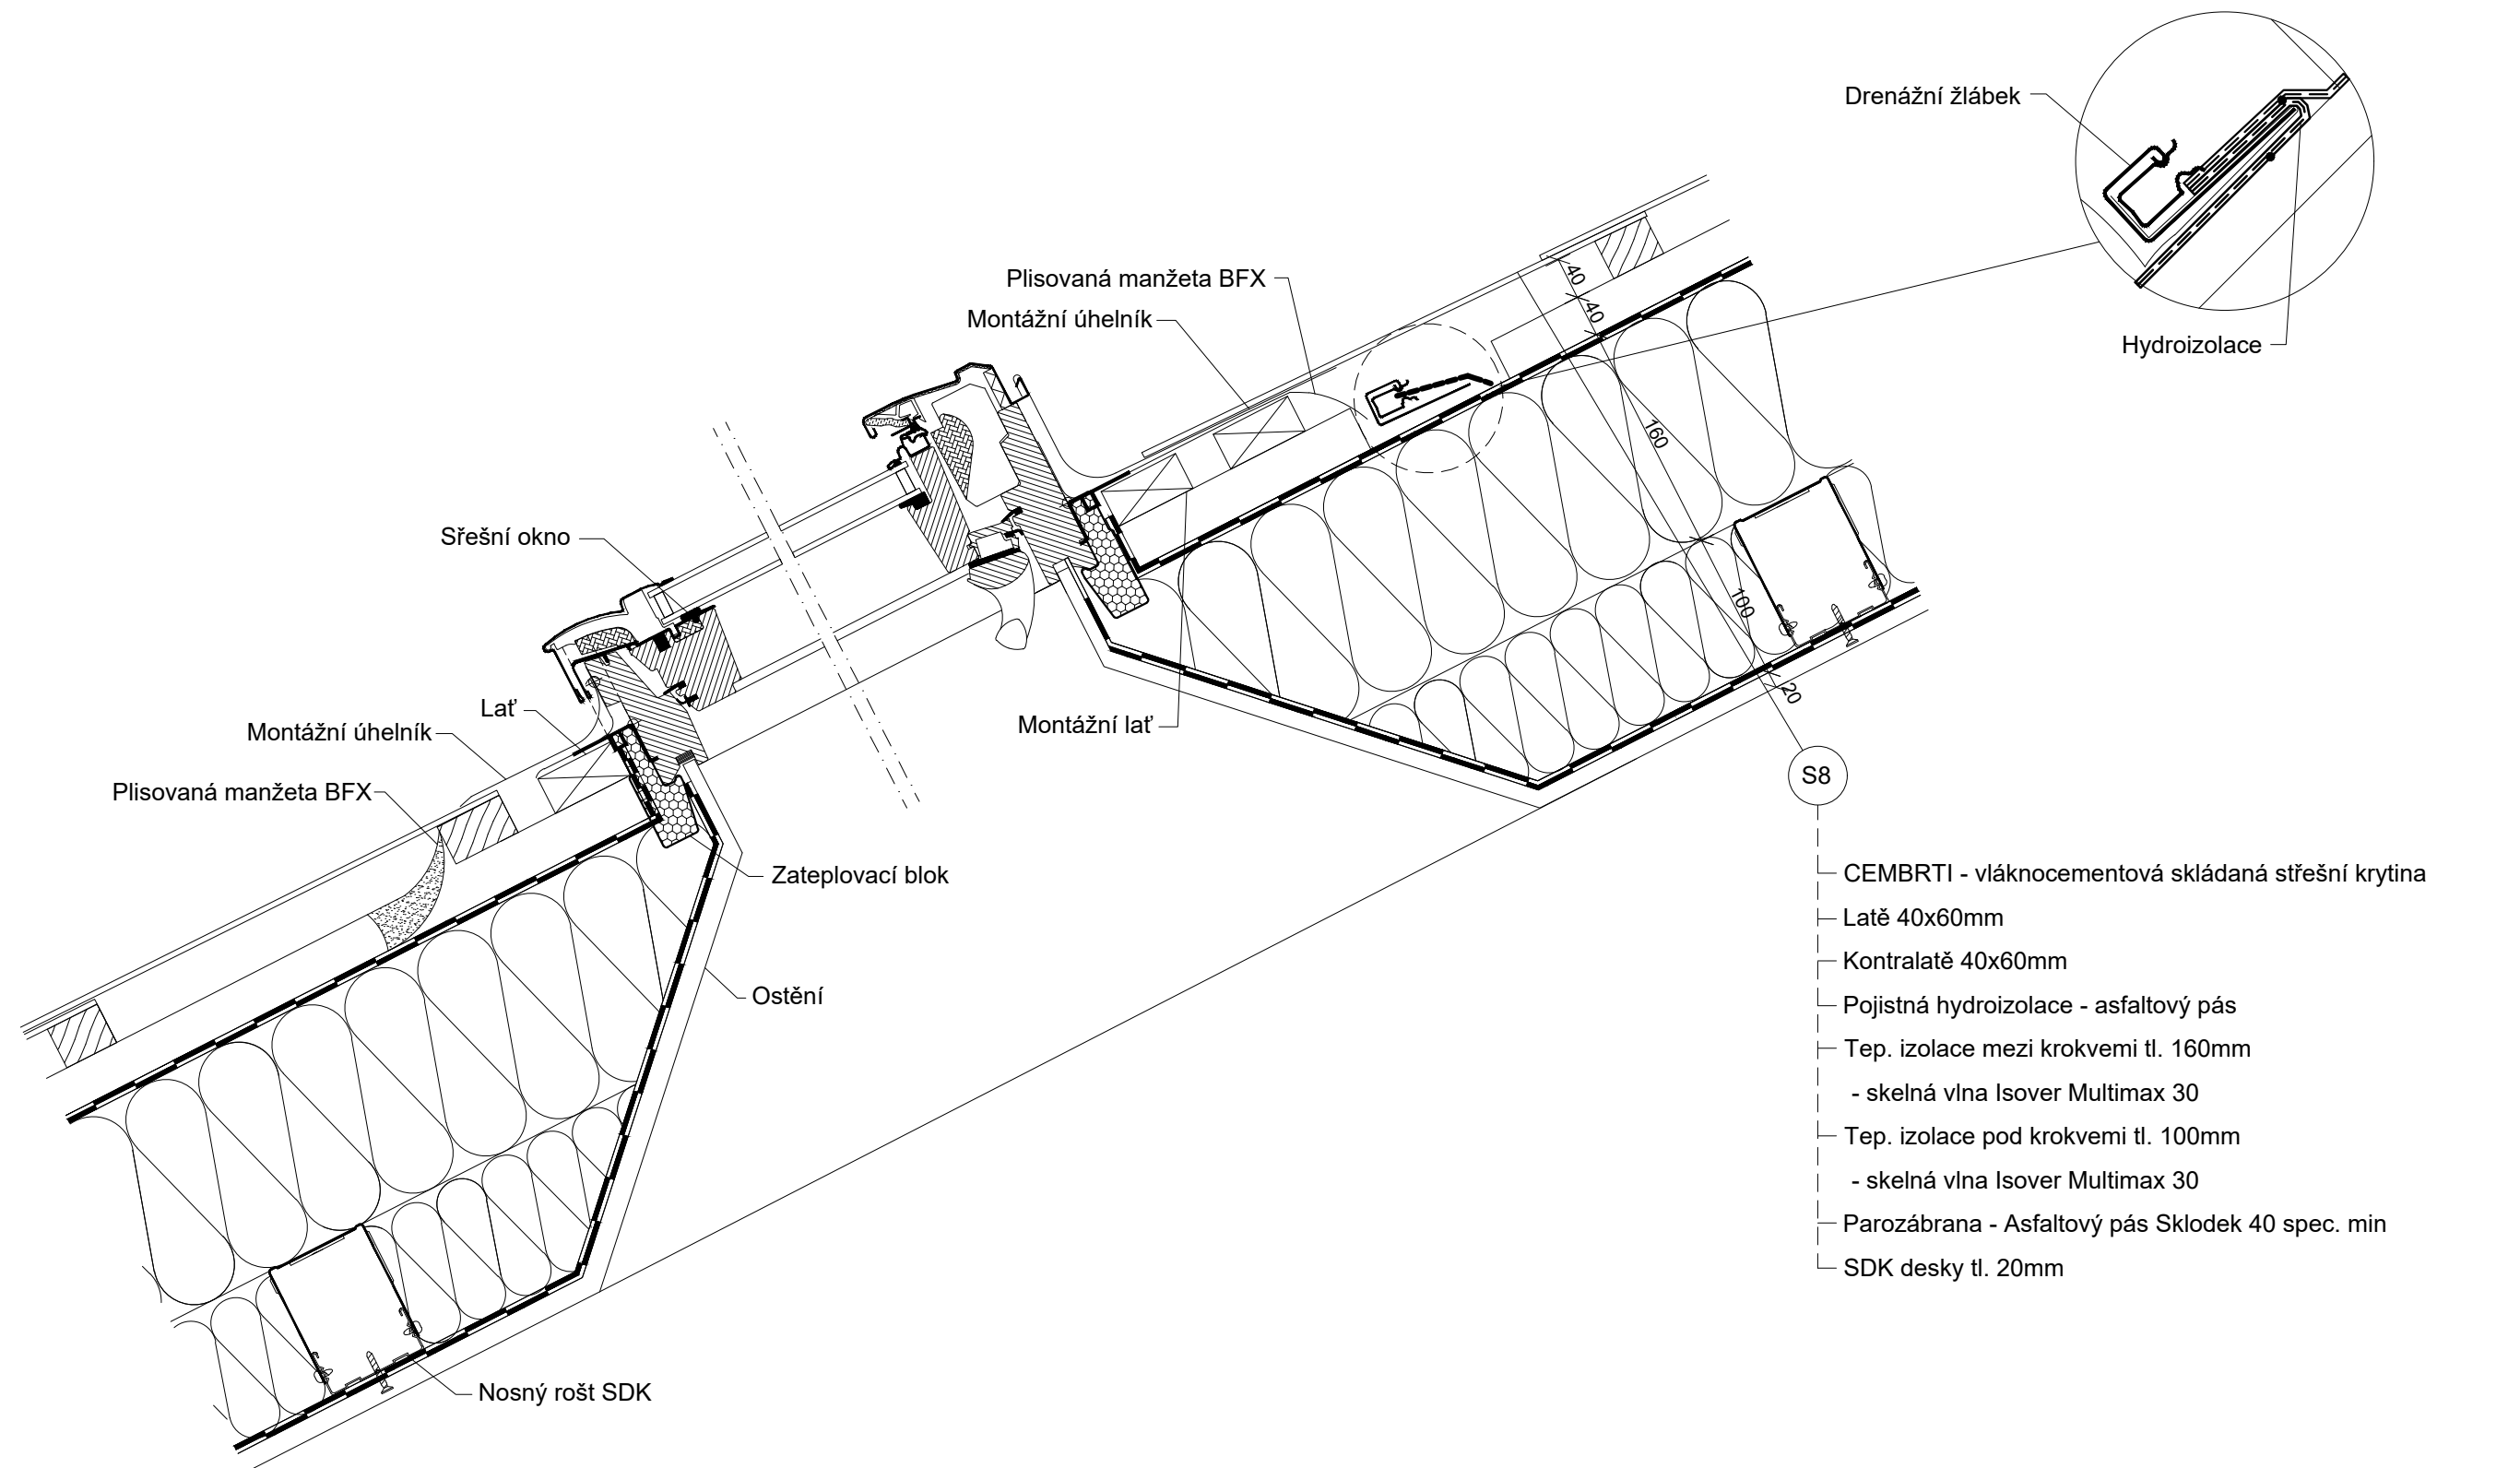 Drenážní žlábek
Hydroizolace
Plisovaná manžeta BFX
Montážní úhelník
40
40
160
100
20
Sřešní okno
Lať
Montážní úhelník
Plisovaná manžeta BFX
Montážní lať
Zateplovací blok
Ostění
Nosný rošt SDK
S8
CEMBRTI - vláknocementová skládaná střešní krytina
Latě 40x60mm
Kontralatě 40x60mm
Pojistná hydroizolace - asfaltový pás
Tep. izolace mezi krokvemi tl. 160mm
- skelná vlna Isover Multimax 30
Tep. izolace pod krokvemi tl. 100mm
- skelná vlna Isover Multimax 30
Parozábrana - Asfaltový pás Sklodek 40 spec. min
SDK desky tl. 20mm